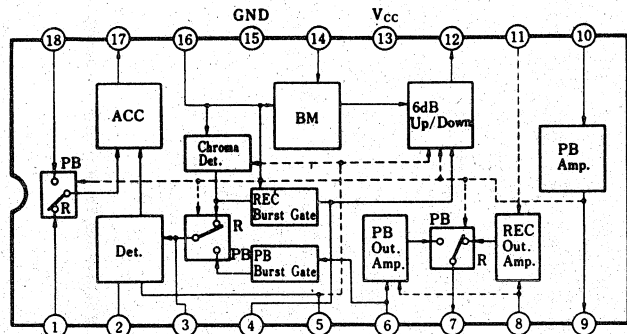 GND
Vcc
18
17
16
15
14
13
12
11
10
ACC
BM
6dB
Up/Down
PB
Amp.
Chroma
Det.
PB
R
REC
Burst Gate
R
PB
PB
Burst Gate
Det.
PB
Out.
Amp.
PB
R
REC
Out.
Amp.
1
2
3
4
5
6
7
8
9